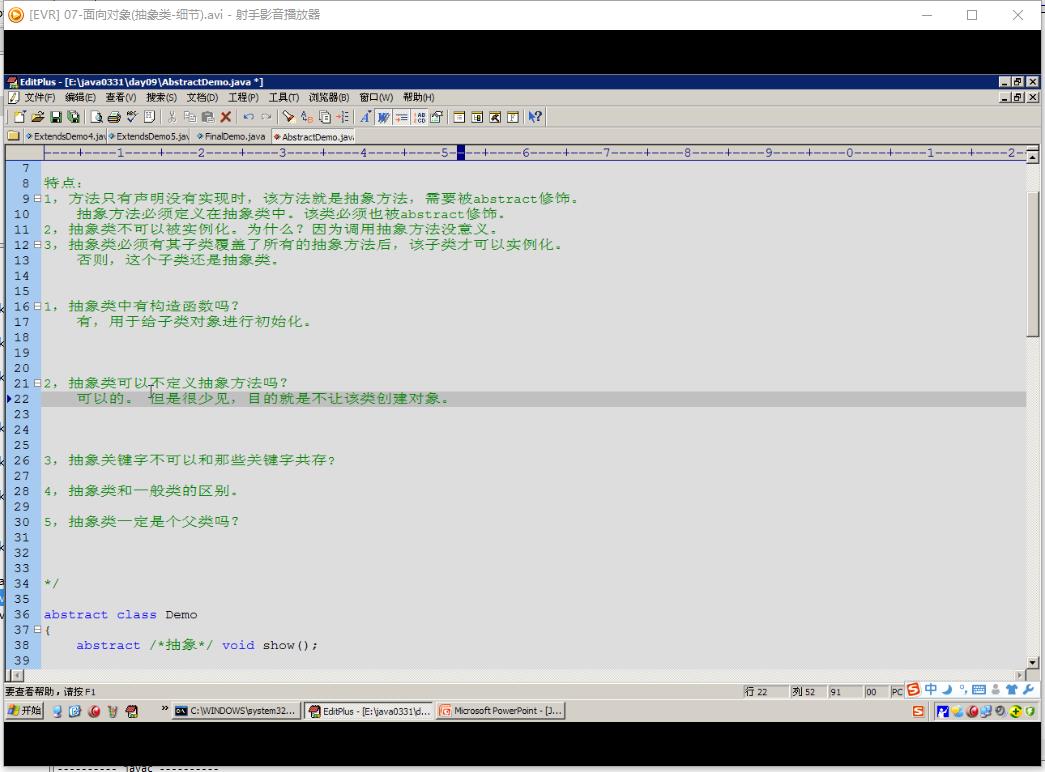 [EVR] 07-面向对象(抽象类-细节).avi - 射手影音播放器
EditPlus - [E:\java0331\day09\AbstractDemo.java *]
文件(F) 编辑(E) 查看(V) 搜索(S) 文档(D) 工程(P) 工具(T) 浏览器(B) 窗口(W) 帮助(H)
ExtendsDemo4.jav ExtendsDemo5.jav FinalDemo.java AbstractDemo.java
----+----1----+----2----+----3----+----4----+----5----+----6----+----7----+----8----+----9----+----0----+----1----+----2--
7
8 特点:
9 1，方法只有声明没有实现时，该方法就是抽象方法，需要被abstract修饰。
10 抽象方法必须定义在抽象类中。该类必须也被abstract修饰。
11 2，抽象类不可以被实例化。为什么？因为调用抽象方法没意义。
12 3，抽象类必须有其子类覆盖了所有的抽象方法后，该子类才可以实例化。
13 否则，这个子类还是抽象类。
14
15
16 1，抽象类中有构造函数吗？
17 有，用于给子类对象进行初始化。
18
19
20
21 2，抽象类可以不定义抽象方法吗？
22 可以的。 但是很少见，目的就是不让该类创建对象。
23
24
25
26 3，抽象关键字不可以和那些关键字共存?
27
28 4，抽象类和一般类的区别。
29
30 5，抽象类一定是个父类吗？
31
32
33
34 */
35
36 abstract class Demo
37 {
38 abstract /*抽象*/ void show();
39
要查看帮助，请按 F1 行 22 列 52 91 00 PC 中
开始 C:\WINDOWS\system32... EditPlus - [E:\java0331\d... Microsoft PowerPoint - [J...
---------- javac ----------